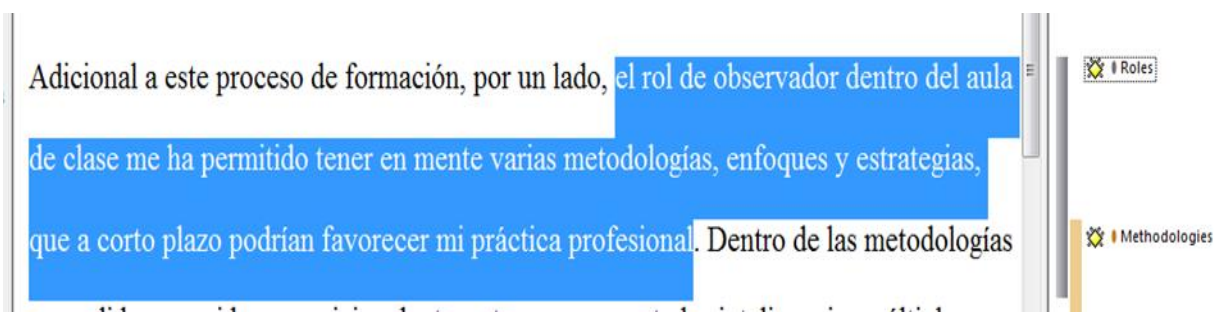 Adicional a este proceso de formación, por un lado, el rol de observador dentro del aula
Roles
de clase me ha permitido tener en mente varias metodologías, enfoques y estrategias,
que a corto plazo podrían favorecer mi práctica profesional. Dentro de las metodologías
Methodologies